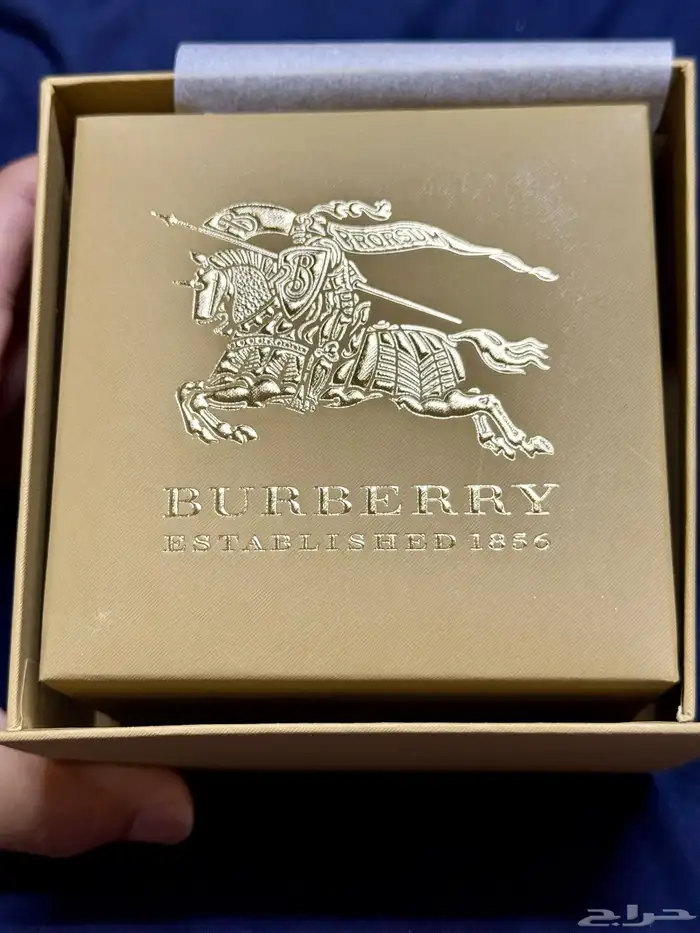 PRORSUM
B
BURBERRY
ESTABLISHED 1856
حراج